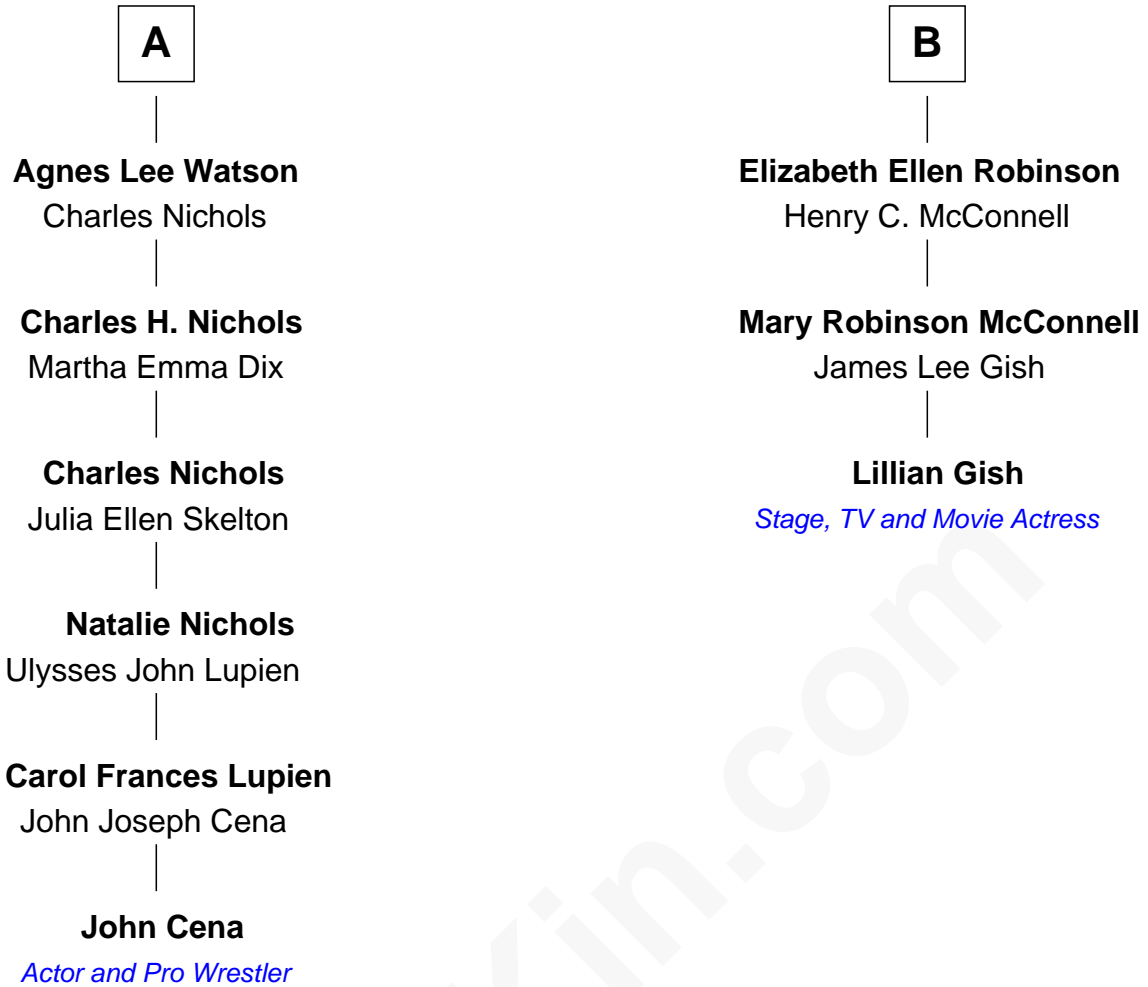 A
Agnes Lee Watson
Charles Nichols
Charles H. Nichols
Martha Emma Dix
Charles Nichols
Julia Ellen Skelton
Natalie Nichols
Ulysses John Lupien
Carol Frances Lupien
John Joseph Cena
John Cena
Actor and Pro Wrestler
B
Elizabeth Ellen Robinson
Henry C. McConnell
Mary Robinson McConnell
James Lee Gish
Lillian Gish
Stage, TV and Movie Actress
Kin.com